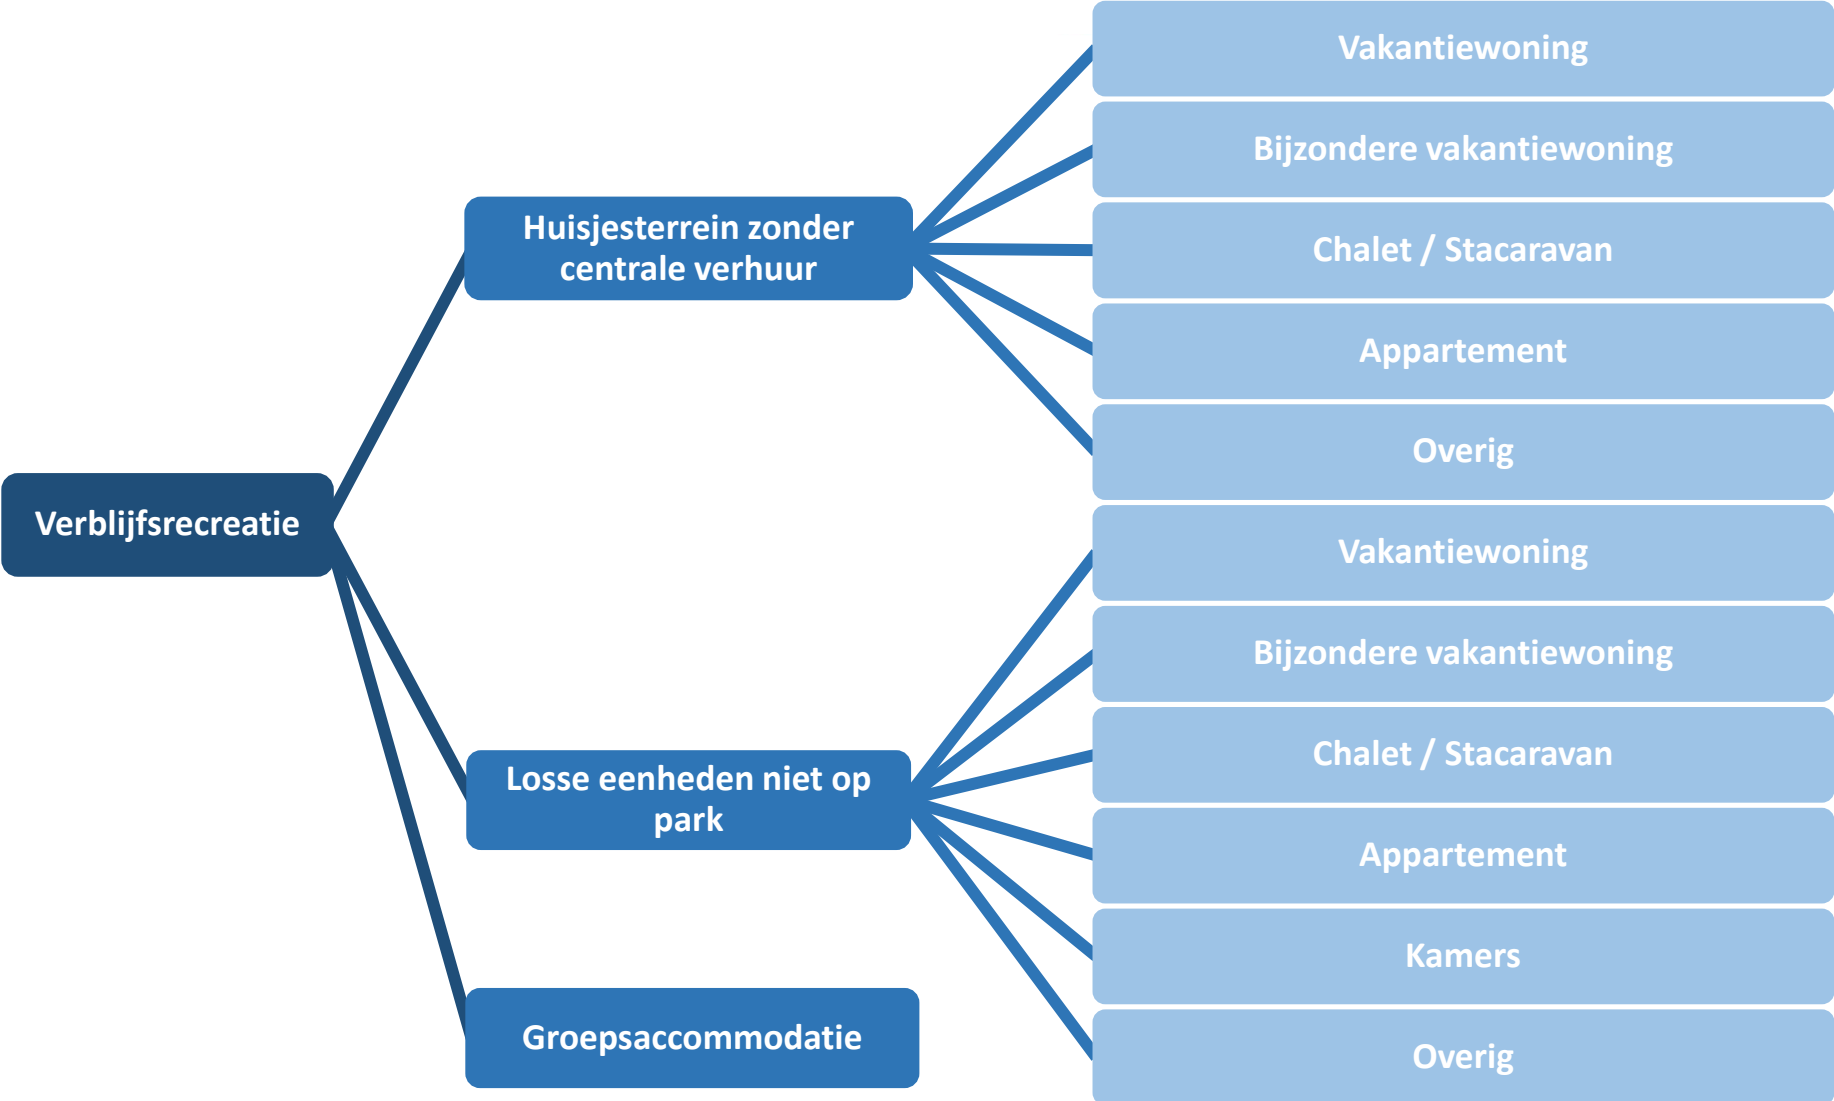 Verblijfsrecreatie
Huisjesterrein zonder
centrale verhuur
Vakantiewoning
Bijzondere vakantiewoning
Chalet / Stacaravan
Appartement
Overig
Losse eenheden niet op
park
Vakantiewoning
Bijzondere vakantiewoning
Chalet / Stacaravan
Appartement
Kamers
Overig
Groepsaccommodatie